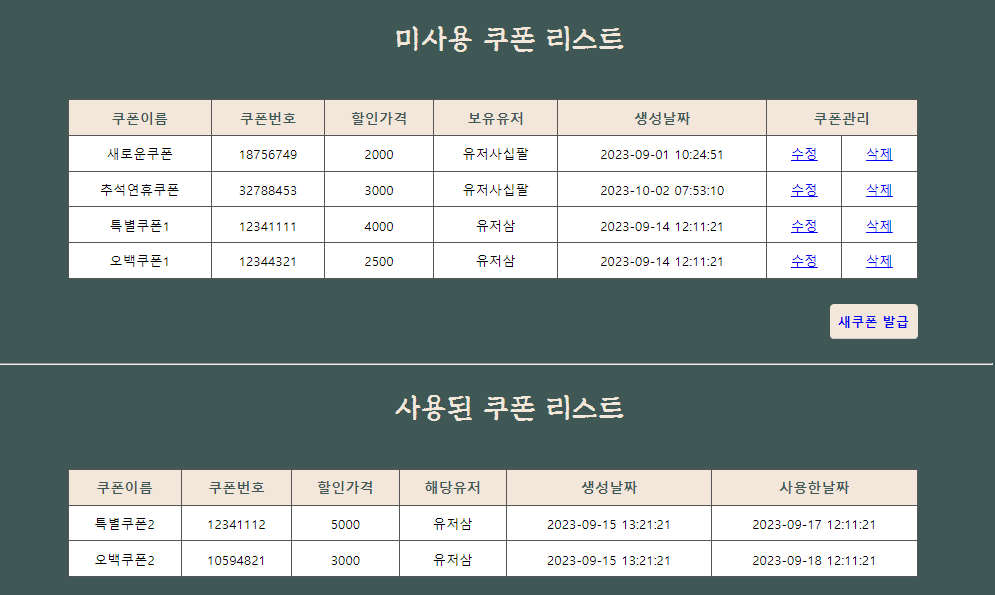 미사용 쿠폰 리스트
쿠폰이름 쿠폰번호 할인가격 보유유저 생성날짜 쿠폰관리
새로운쿠폰 18756749 2000 유저사십팔 2023-09-01 10:24:51 수정 삭제
추석연휴쿠폰 32788453 3000 유저사십팔 2023-10-02 07:53:10 수정 삭제
특별쿠폰1 12341111 4000 유저삼 2023-09-14 12:11:21 수정 삭제
오백쿠폰1 12344321 2500 유저삼 2023-09-14 12:11:21 수정 삭제
새쿠폰 발급
사용된 쿠폰 리스트
쿠폰이름 쿠폰번호 할인가격 해당유저 생성날짜 사용한날짜
특별쿠폰2 12341112 5000 유저삼 2023-09-15 13:21:21 2023-09-17 12:11:21
오백쿠폰2 10594821 3000 유저삼 2023-09-15 13:21:21 2023-09-18 12:11:21